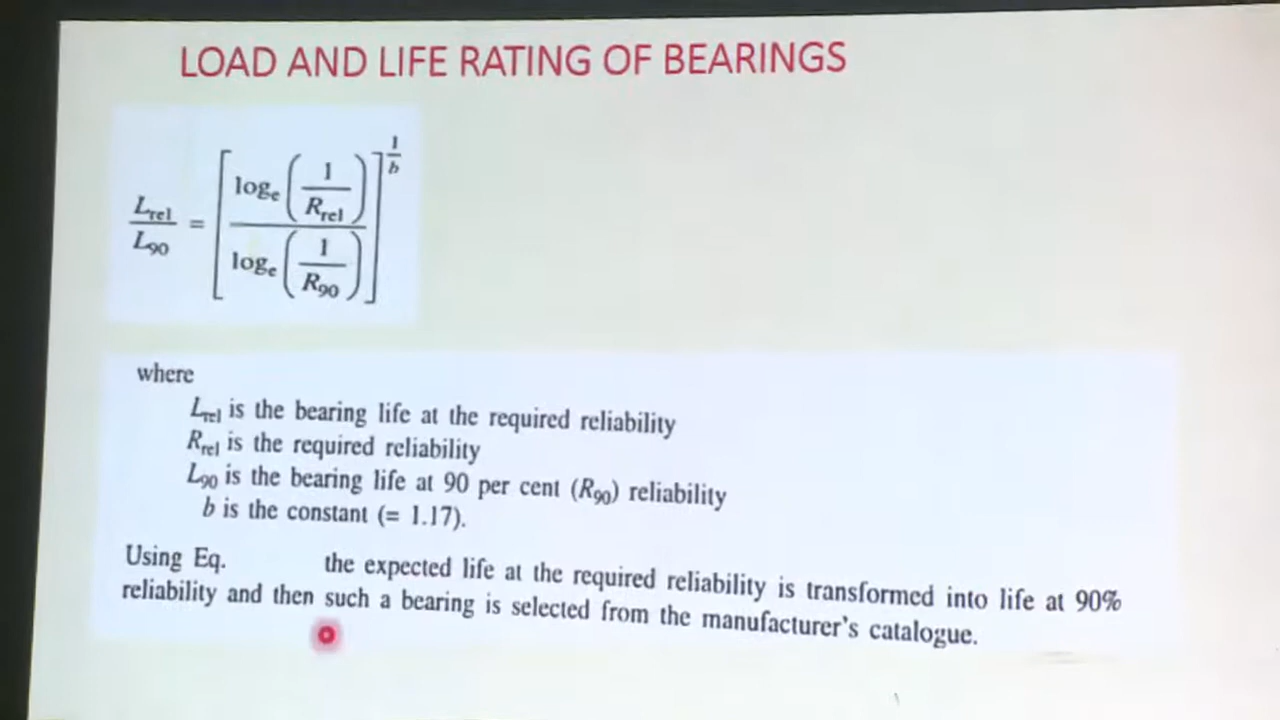 LOAD AND LIFE RATING OF BEARINGS
L_rel / L_90 = [ log_e (1 / R_rel) / log_e (1 / R_90) ]^(1/b)
where
L_rel is the bearing life at the required reliability
R_rel is the required reliability
L_90 is the bearing life at 90 per cent (R_90) reliability
b is the constant (= 1.17).
Using Eq. the expected life at the required reliability is transformed into life at 90%
reliability and then such a bearing is selected from the manufacturer's catalogue.